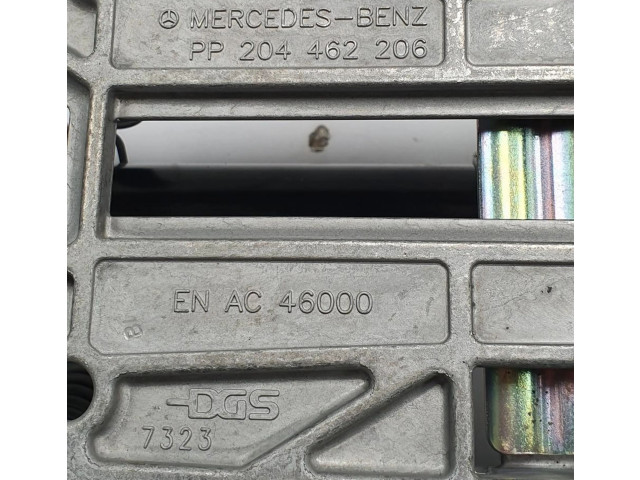 MERCEDES-BENZ
PP 204 462 206
EN AC 46000
DGS
7323